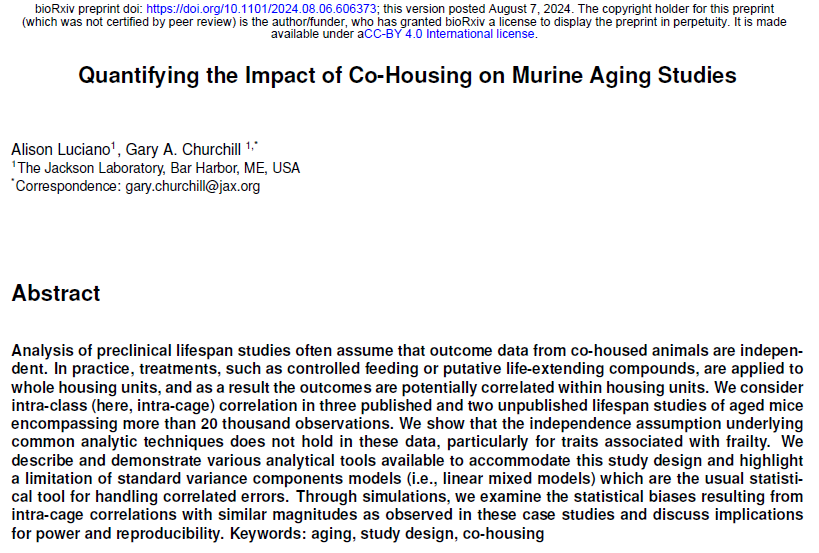 bioRxiv preprint doi: https://doi.org/10.1101/2024.08.06.606373; this version posted August 7, 2024. The copyright holder for this preprint
(which was not certified by peer review) is the author/funder, who has granted bioRxiv a license to display the preprint in perpetuity. It is made
available under aCC-BY 4.0 International license.
Quantifying the Impact of Co-Housing on Murine Aging Studies
Alison Luciano1, Gary A. Churchill 1,*
1The Jackson Laboratory, Bar Harbor, ME, USA
*Correspondence: gary.churchill@jax.org
Abstract
Analysis of preclinical lifespan studies often assume that outcome data from co-housed animals are indepen-
dent. In practice, treatments, such as controlled feeding or putative life-extending compounds, are applied to
whole housing units, and as a result the outcomes are potentially correlated within housing units. We consider
intra-class (here, intra-cage) correlation in three published and two unpublished lifespan studies of aged mice
encompassing more than 20 thousand observations. We show that the independence assumption underlying
common analytic techniques does not hold in these data, particularly for traits associated with frailty. We
describe and demonstrate various analytical tools available to accommodate this study design and highlight
a limitation of standard variance components models (i.e., linear mixed models) which are the usual statisti-
cal tool for handling correlated errors. Through simulations, we examine the statistical biases resulting from
intra-cage correlations with similar magnitudes as observed in these case studies and discuss implications
for power and reproducibility. Keywords: aging, study design, co-housing